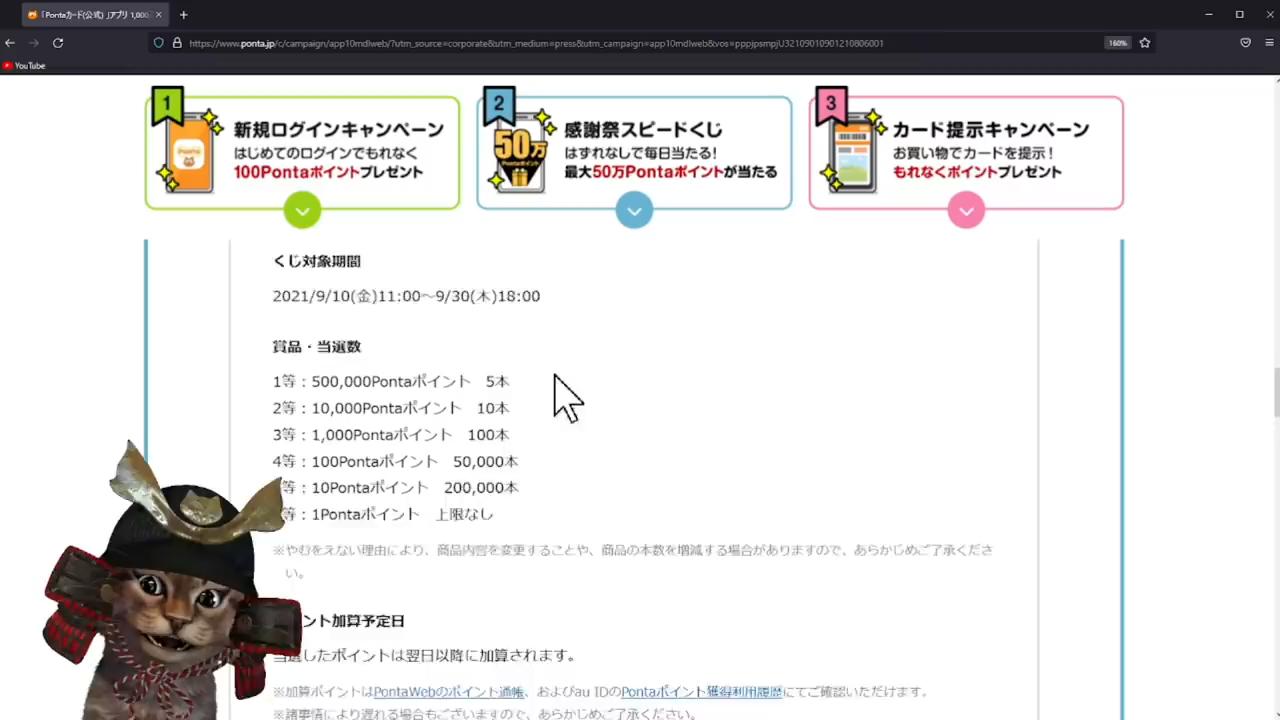 「Pontaカード(公式)」アプリ 1,000
https://www.ponta.jp/c/campaign/app10mdlweb/?utm_source=corporate&utm_medium=press&utm_campaign=app10mdlweb&vos=pppjpsmpjU32109010901210806001
160%
YouTube
1
新規ログインキャンペーン
はじめてのログインでもれなく
100Pontaポイントプレゼント
2
50万
Pontaポイント
感謝祭スピードくじ
はずれなしで毎日当たる!
最大50万Pontaポイントが当たる
3
カード提示キャンペーン
お買い物でカードを提示!
もれなくポイントプレゼント
くじ対象期間
2021/9/10(金)11:00～9/30(木)18:00
賞品・当選数
1等：500,000Pontaポイント　5本
2等：10,000Pontaポイント　10本
3等：1,000Pontaポイント　100本
4等：100Pontaポイント　50,000本
等：10Pontaポイント　200,000本
等：1Pontaポイント　上限なし
※やむをえない理由により、商品内容を変更することや、商品の本数を増減する場合がありますので、あらかじめご了承くださ
い。
ント加算予定日
当選したポイントは翌日以降に加算されます。
※加算ポイントはPontaWebのポイント通帳、およびau IDのPontaポイント獲得利用履歴にてご確認いただけます。
※諸事情により遅れる場合もございますので、あらかじめご了承ください。